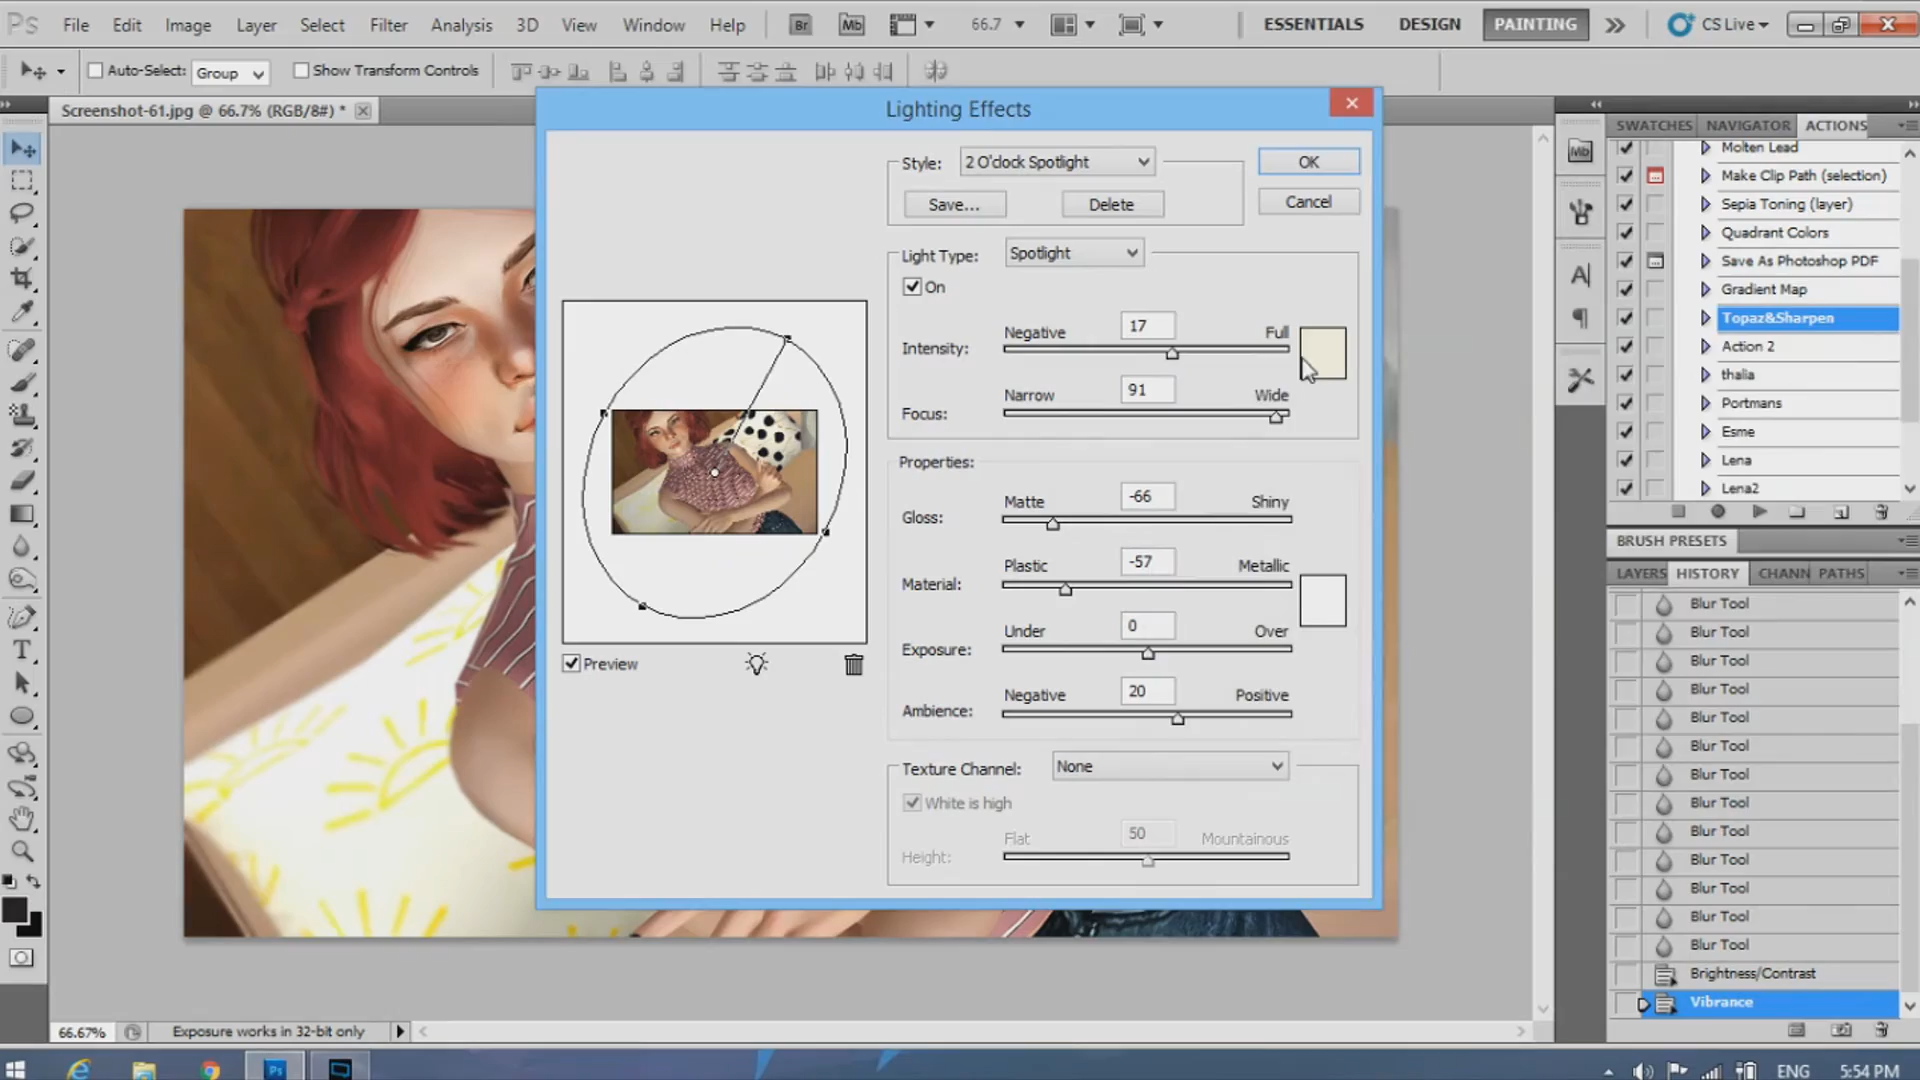 Ps File Edit Image Layer Select Filter Analysis 3D View Window Help Br Mb 66.7 ESSENTIALS DESIGN PAINTING CS Live
Auto-Select: Group Show Transform Controls
Screenshot-61.jpg @ 66.7% (RGB/8#) *
Lighting Effects
Style: 2 O'clock Spotlight
OK
Save... Delete
Cancel
Light Type: Spotlight
On
Negative 17 Full
Intensity:
Narrow 91 Wide
Focus:
Properties:
Matte -66 Shiny
Gloss:
Plastic -57 Metallic
Material:
Under 0 Over
Exposure:
Negative 20 Positive
Ambience:
Preview
Texture Channel: None
White is high
Flat 50 Mountainous
Height:
SWATCHES NAVIGATOR ACTIONS
Mb
Molten Lead
Make Clip Path (selection)
Sepia Toning (layer)
Quadrant Colors
Save As Photoshop PDF
Gradient Map
Topaz&Sharpen
Action 2
thalia
Portmans
Esme
Lena
Lena2
BRUSH PRESETS
LAYERS HISTORY CHANN PATHS
Blur Tool
Blur Tool
Blur Tool
Blur Tool
Blur Tool
Blur Tool
Blur Tool
Blur Tool
Blur Tool
Blur Tool
Blur Tool
Blur Tool
Blur Tool
Brightness/Contrast
Vibrance
66.67% Exposure works in 32-bit only
Ps
ENG 5:54 PM